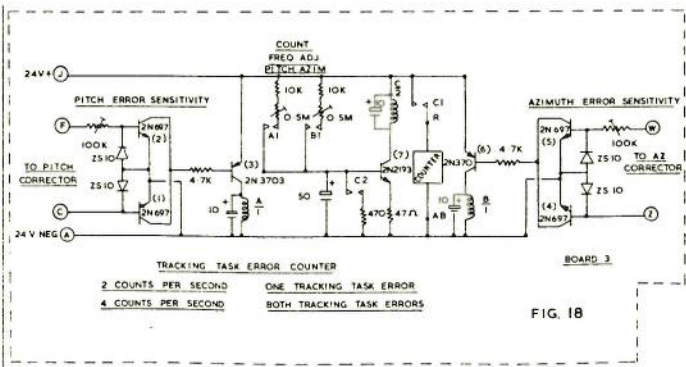 COUNT
FREQ ADJ
PITCH AZIM
24V+ J
10K
10K
0.5M
0.5M
A1
B1
C1
R
PITCH ERROR SENSITIVITY
AZIMUTH ERROR SENSITIVITY
F
100K
2N697
(2)
ZS10
ZS10
TO PITCH
CORRECTOR
C
(1)
2N697
4.7K
(3)
2N3703
10
A
1
50
C2
470
47Ω
(7)
2N2193
COUNTER
AB
2N370
(6)
4.7K
10
B
1
2N697
(5)
W
100K
ZS10
ZS10
TO AZ
CORRECTOR
(4)
2N697
Z
24V NEG A
BOARD 3
TRACKING TASK ERROR COUNTER
2 COUNTS PER SECOND ONE TRACKING TASK ERROR
4 COUNTS PER SECOND BOTH TRACKING TASK ERRORS
FIG. 18